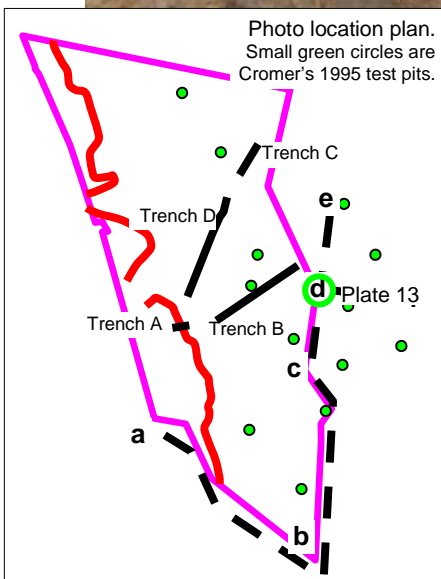 Photo location plan.
Small green circles are
Cromer's 1995 test pits.
Trench C
e
Trench D
d
Plate 13
Trench A
Trench B
c
a
b